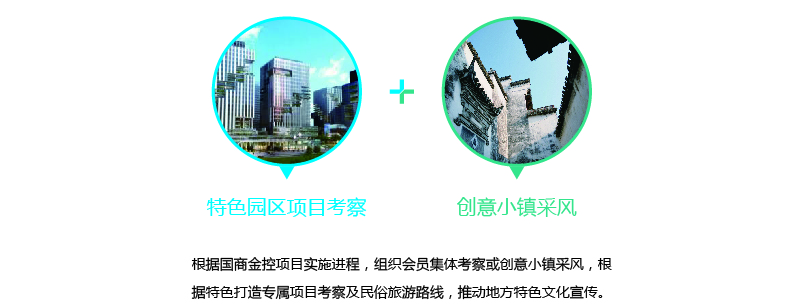 特色园区项目考察
创意小镇采风
根据国商金控项目实施进程，组织会员集体考察或创意小镇采风，根
据特色打造专属项目考察及民俗旅游路线，推动地方特色文化宣传。